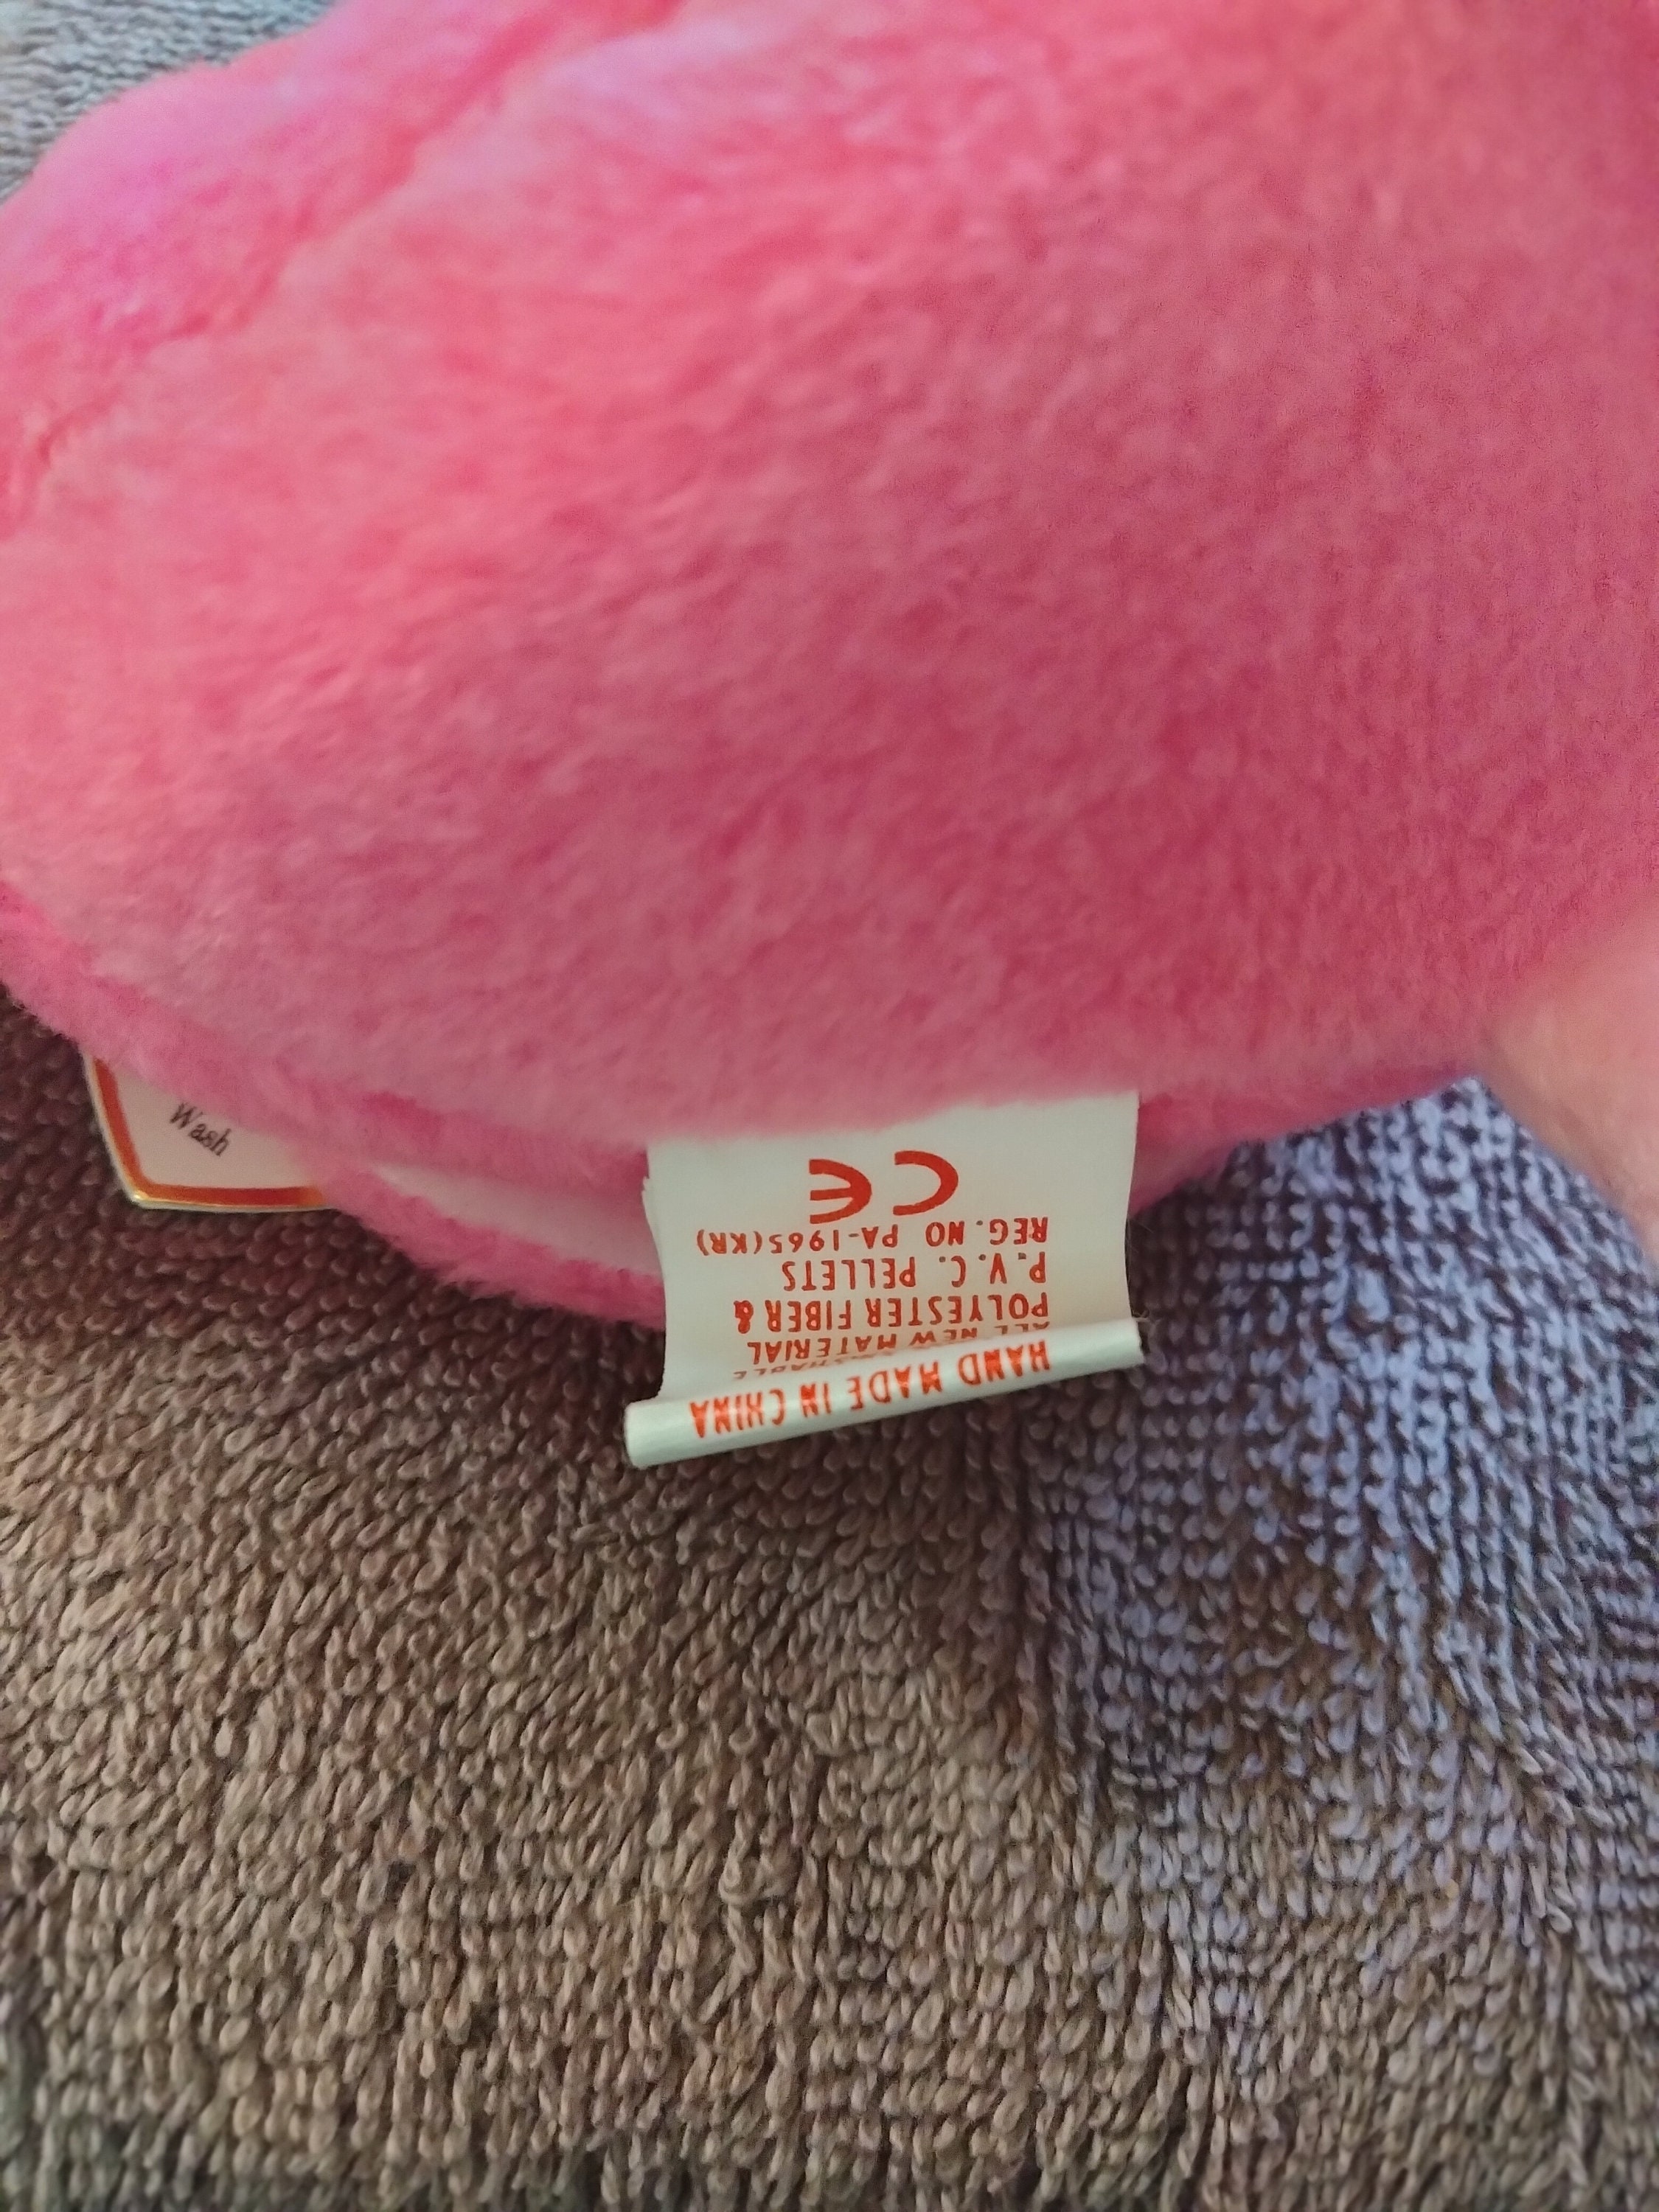 HAND MADE IN CHINA
ALL NEW MATERIAL
POLYESTER FIBER &
P.V.C. PELLETS
REG. NO PA-1965(KR)
CE
Wash